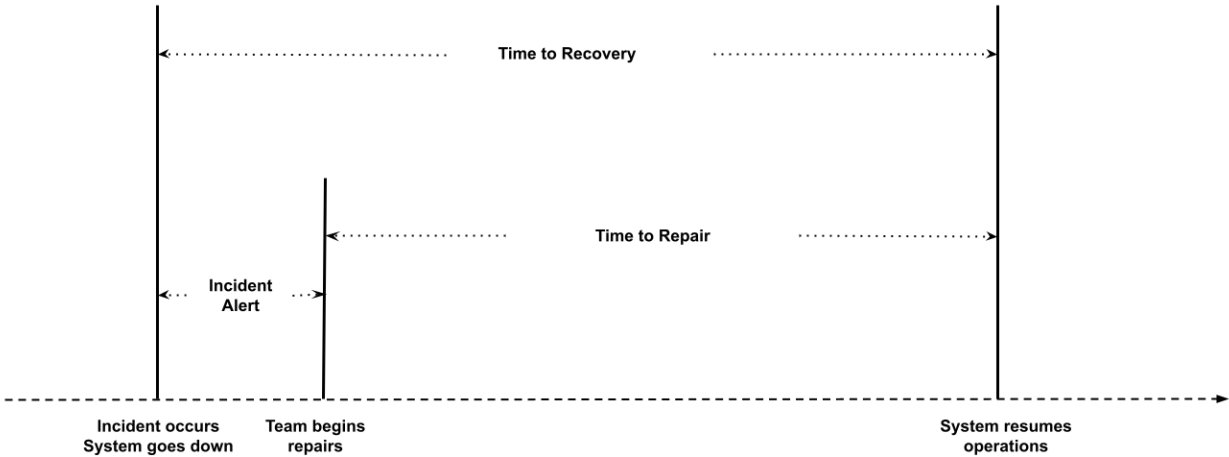 Time to Recovery
Time to Repair
Incident
Alert
Incident occurs
System goes down
Team begins
repairs
System resumes
operations